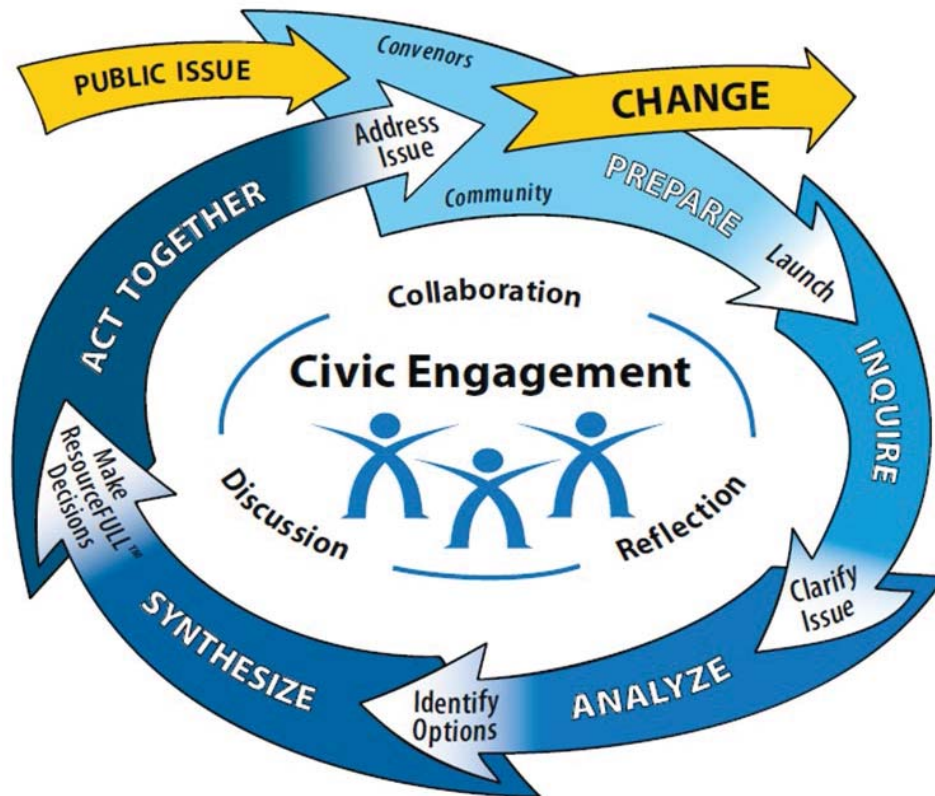 PUBLIC ISSUE
Convenors
CHANGE
Address
Issue
Community
PREPARE
Launch
INQUIRE
Clarify
Issue
ANALYZE
Identify
Options
SYNTHESIZE
Make
ResourceFULL™
Decisions
ACT TOGETHER
Collaboration
Civic Engagement
Discussion
Reflection